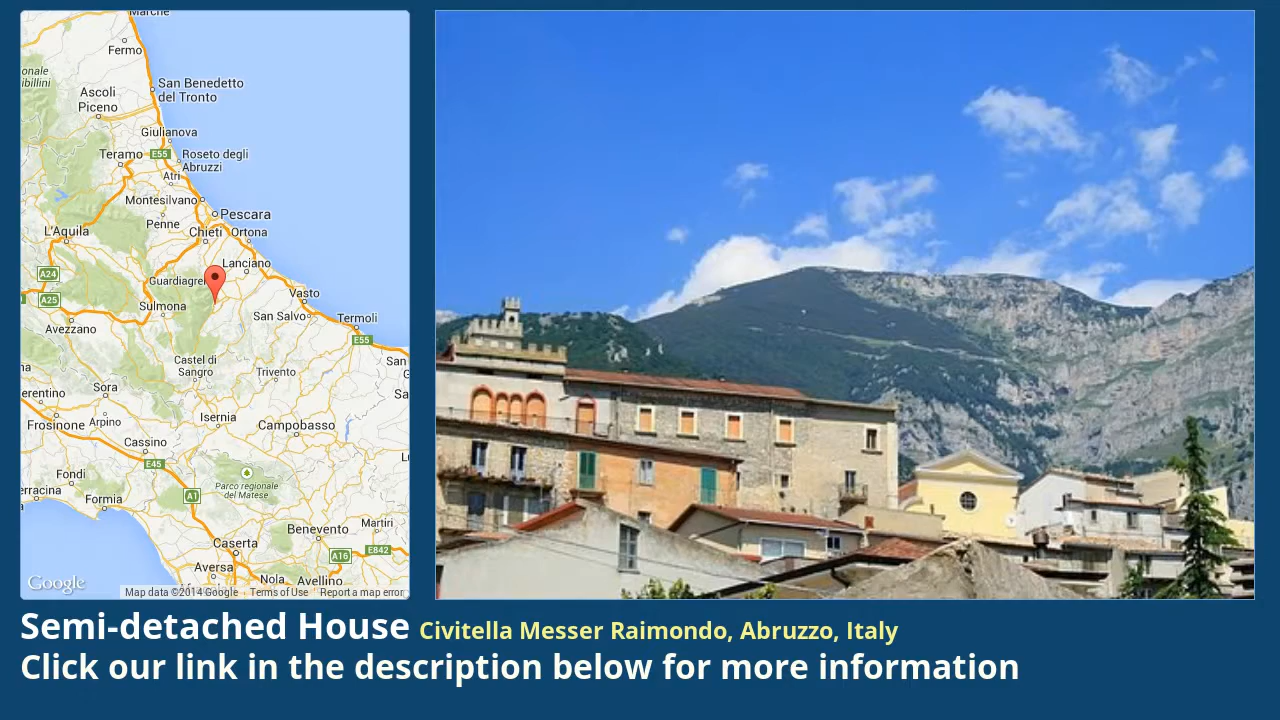 Marche
Fermo
onale
ibillini
San Benedetto
del Tronto
Ascoli
Piceno
Giulianova
Teramo
E55
Roseto degli
Abruzzi
Atri
Montesilvano
Pescara
Penne
L'Aquila
Chieti
Ortona
Lanciano
A24
Guardiagrel
A25
Sulmona
Vasto
San Salvo
Avezzano
Termoli
E55
Castel di
Sangro
Trivento
San
na
Sora
Sa
erentino
Isernia
Frosinone
Arpino
Campobasso
Cassino
E45
Fondi
Parco regionale
del Matese
erracina
Formia
A1
Martiri
Benevento
Caserta
A16
E842
Aversa
Nola
Avellino
Google
Map data ©2014 Google
Terms of Use
Report a map error
Semi-detached House Civitella Messer Raimondo, Abruzzo, Italy
Click our link in the description below for more information